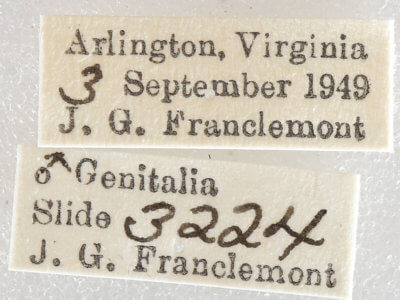 Arlington, Virginia
3 September 1949
J. G. Franclemont
♂ Genitalia
Slide 3224
J. G. Franclemont